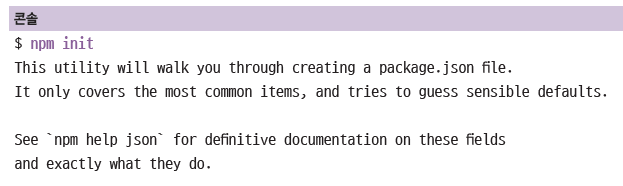 콘솔
$ npm init
This utility will walk you through creating a package.json file.
It only covers the most common items, and tries to guess sensible defaults.
See `npm help json` for definitive documentation on these fields
and exactly what they do.